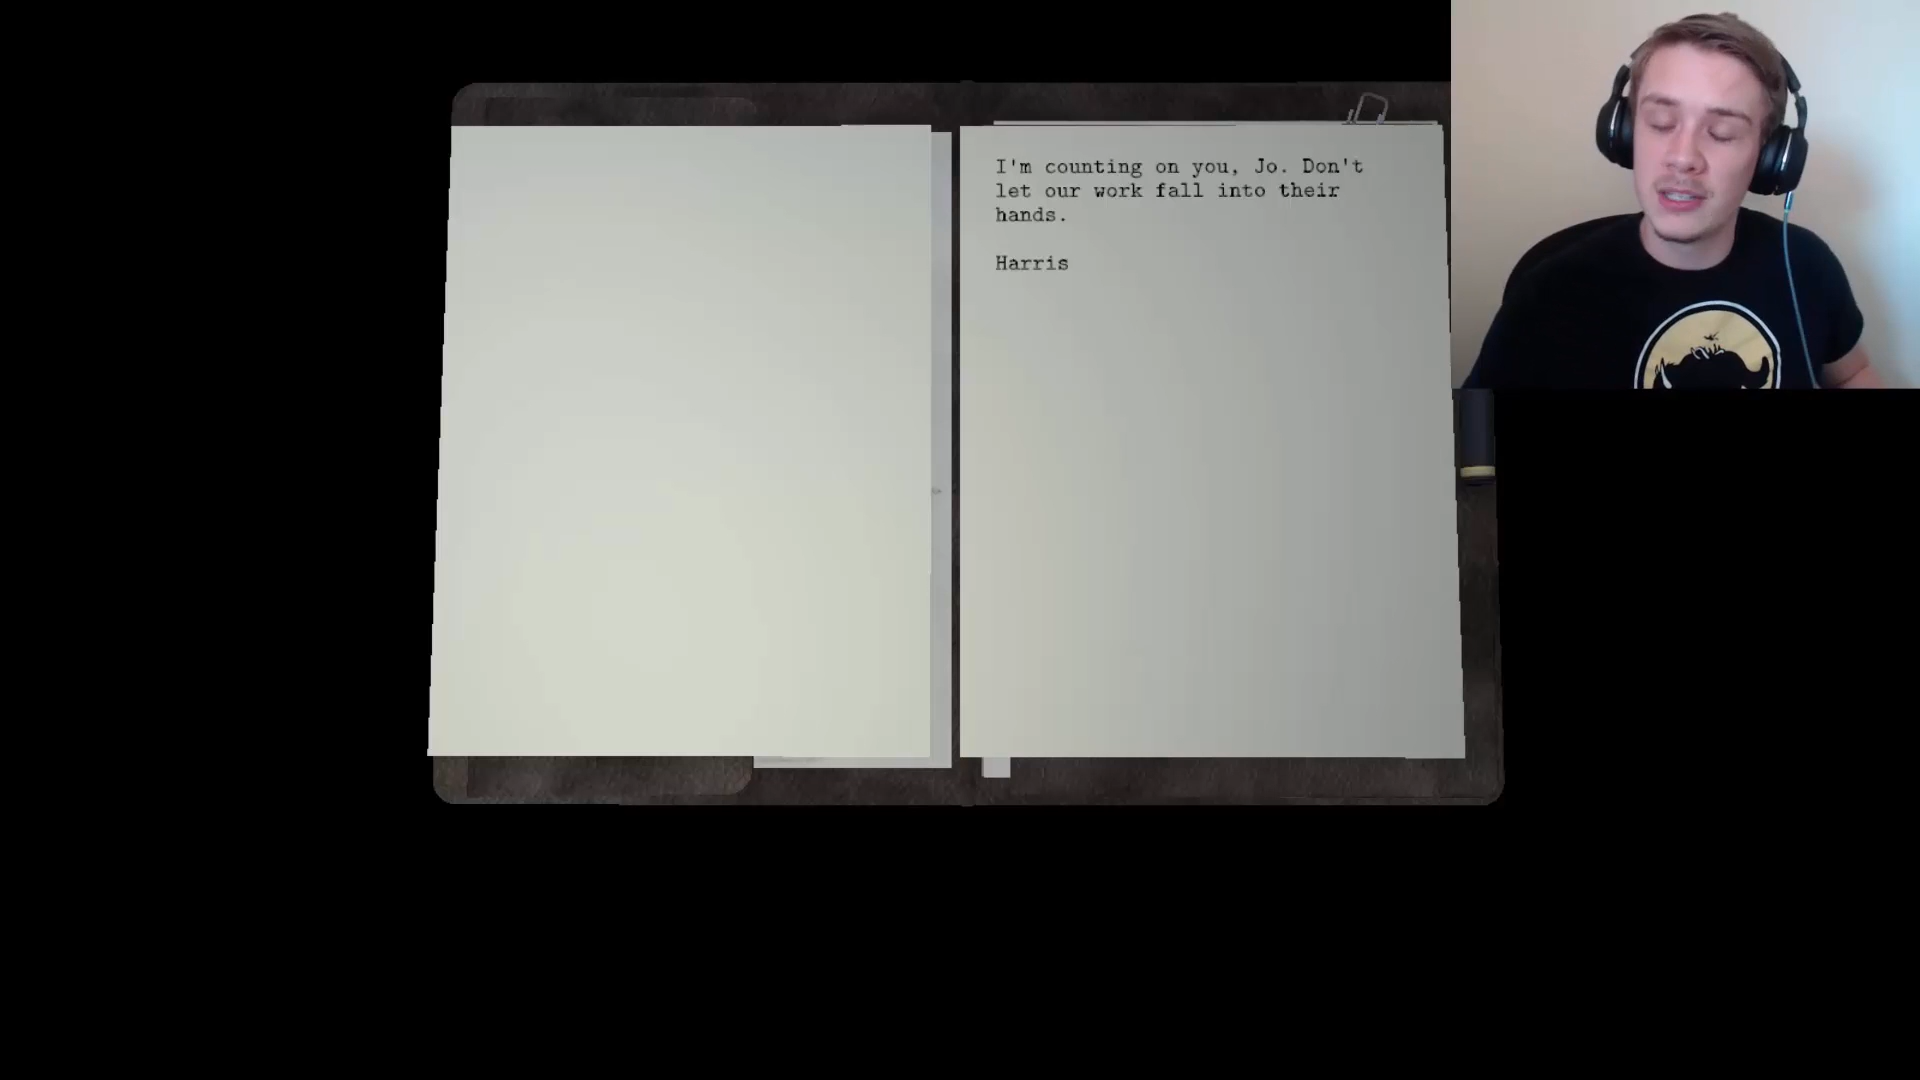 I'm counting on you, Jo. Don't
let our work fall into their
hands.
Harris